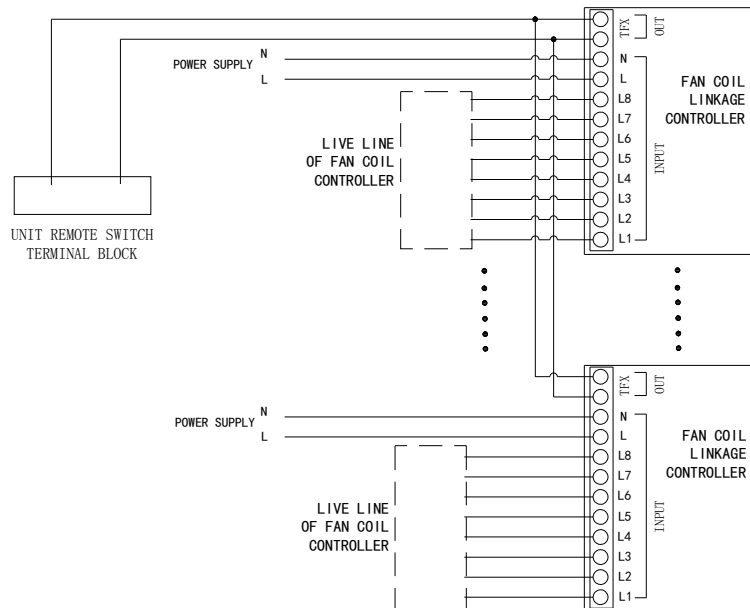 TFX
OUT
POWER SUPPLY
N
L
N
L
L8
L7
L6
L5
L4
L3
L2
L1
INPUT
FAN COIL
LINKAGE
CONTROLLER
LIVE LINE
OF FAN COIL
CONTROLLER
UNIT REMOTE SWITCH
TERMINAL BLOCK
TFX
OUT
POWER SUPPLY
N
L
N
L
L8
L7
L6
L5
L4
L3
L2
L1
INPUT
FAN COIL
LINKAGE
CONTROLLER
LIVE LINE
OF FAN COIL
CONTROLLER